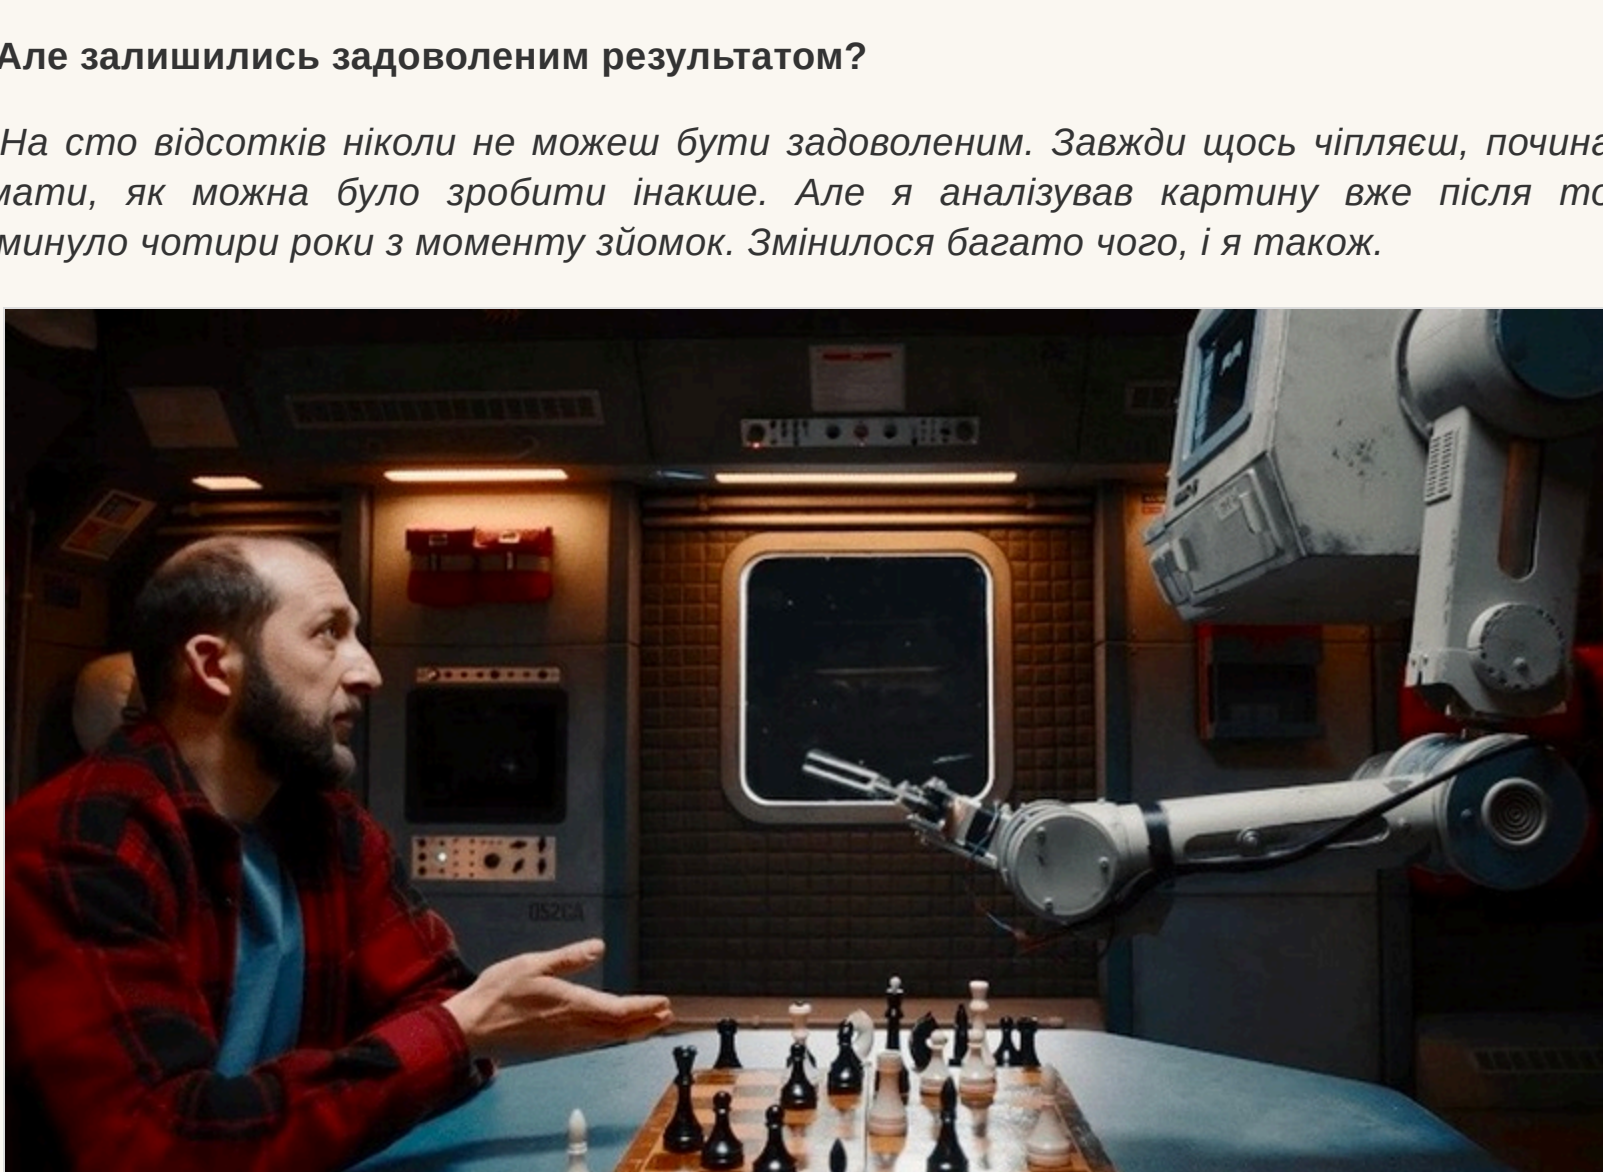 Але залишились задоволеним результатом?
На сто відсотків ніколи не можеш бути задоволеним. Завжди щось чіпляєш, почина
мати, як можна було зробити інакше. Але я аналізував картину вже після то
минуло чотири роки з моменту зйомок. Змінилося багато чого, і я також.